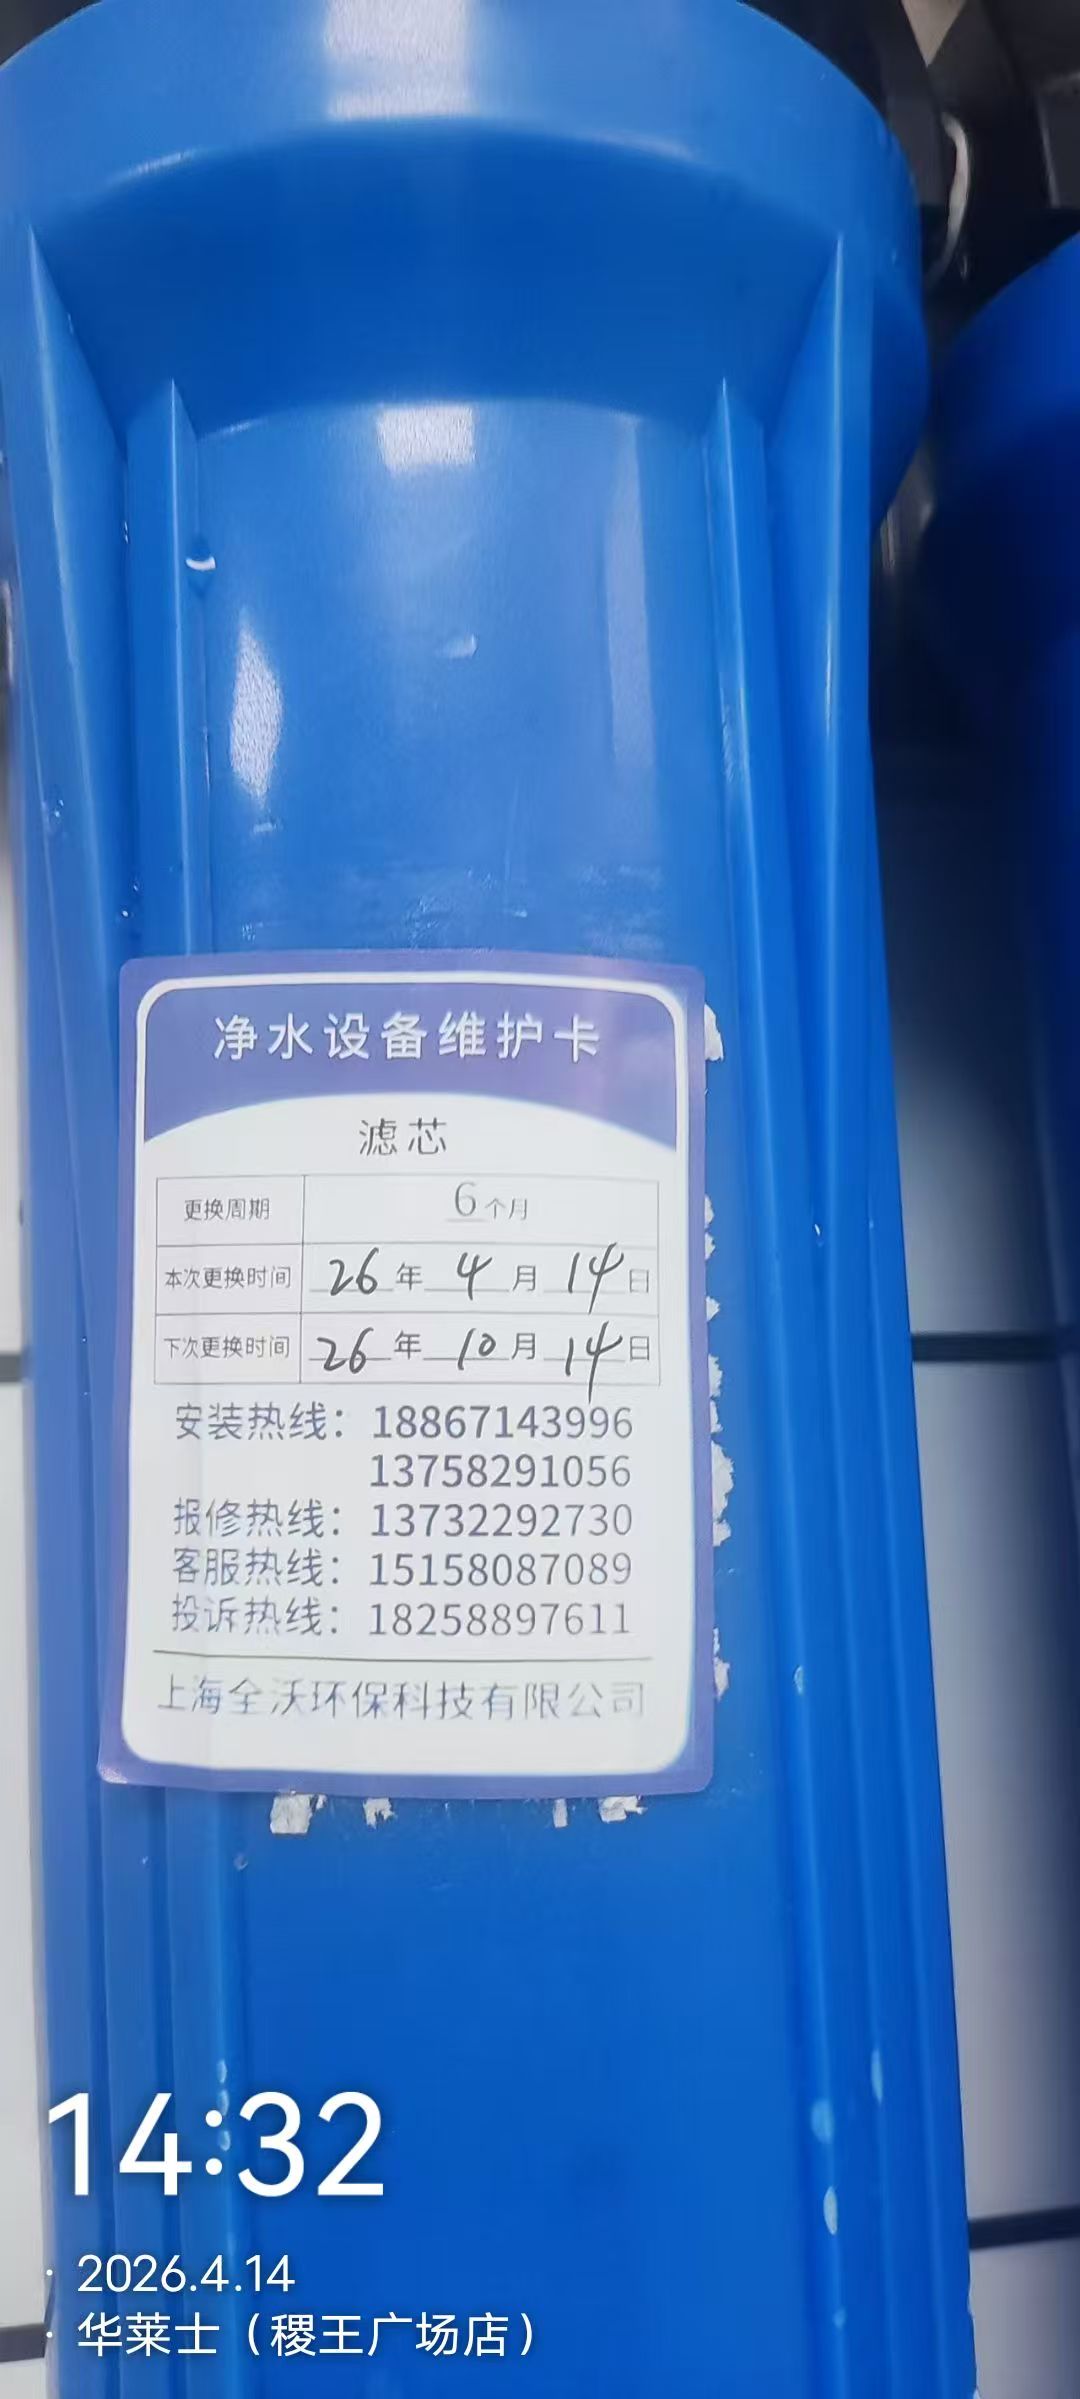 净水设备维护卡
滤芯
更换周期 6个月
本次更换时间 26年4月14日
下次更换时间 26年10月14日
安装热线：18867143996
13758291056
报修热线：13732292730
客服热线：15158087089
投诉热线：18258897611
上海全沃环保科技有限公司
14:32
· 2026.4.14
· 华莱士（稷王广场店）